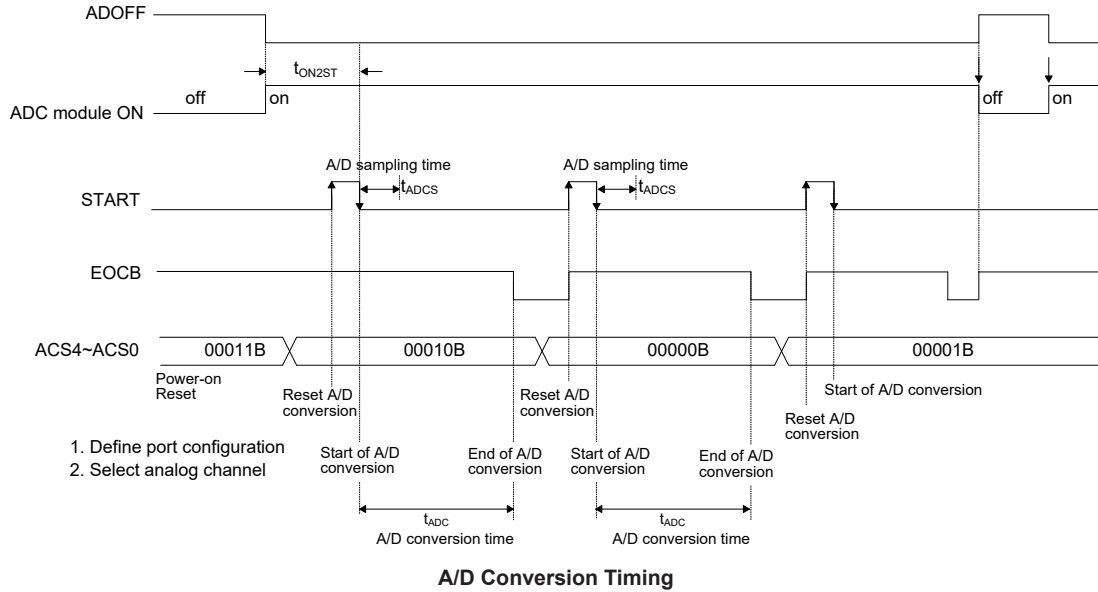 ADOFF
tON2ST
ADC module ON
off
on
off
on
A/D sampling time
A/D sampling time
tADCS
tADCS
START
EOCB
ACS4~ACS0
00011B
00010B
00000B
00001B
Power-on
Reset
Reset A/D
conversion
Reset A/D
conversion
Start of A/D conversion
Reset A/D
conversion
1. Define port configuration
2. Select analog channel
Start of A/D
conversion
End of A/D
conversion
Start of A/D
conversion
End of A/D
conversion
tADC
A/D conversion time
tADC
A/D conversion time
A/D Conversion Timing